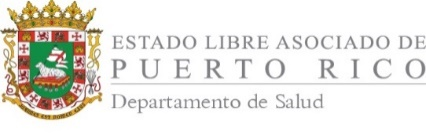 ESTADO LIBRE ASOCIADO DE
PUERTO RICO
Departamento de Salud